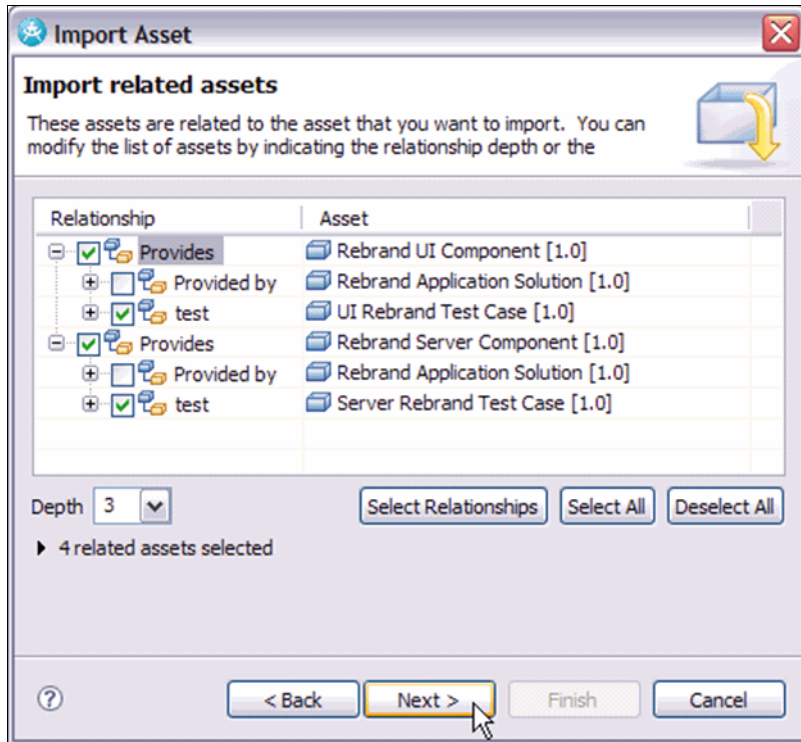 Import Asset
Import related assets
These assets are related to the asset that you want to import. You can
modify the list of assets by indicating the relationship depth or the
Relationship Asset
Provides Rebrand UI Component [1.0]
Provided by Rebrand Application Solution [1.0]
test UI Rebrand Test Case [1.0]
Provides Rebrand Server Component [1.0]
Provided by Rebrand Application Solution [1.0]
test Server Rebrand Test Case [1.0]
Depth 3 Select Relationships Select All Deselect All
4 related assets selected
? < Back Next > Finish Cancel